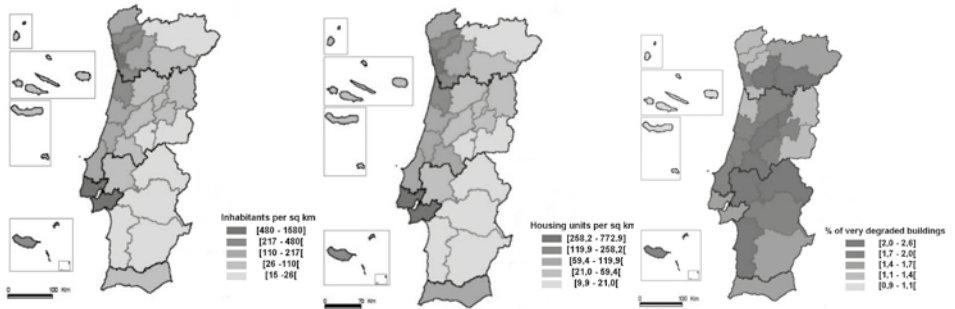 Inhabitants per sq km
[480 - 1580]
[217 - 480[
[110 - 217[
[26 -110[
[15 -26[
0 100 Km
Housing units per sq km
[258,2 - 772,9]
[119,9 - 258,2[
[59,4 - 119,9[
[21,0 - 59,4[
[9,9 - 21,0[
0 70 Km
% of very degraded buildings
[2,0 - 2,6]
[1,7 - 2,0[
[1,4 - 1,7[
[1,1 - 1,4[
[0,9 - 1,1[
0 100 Km